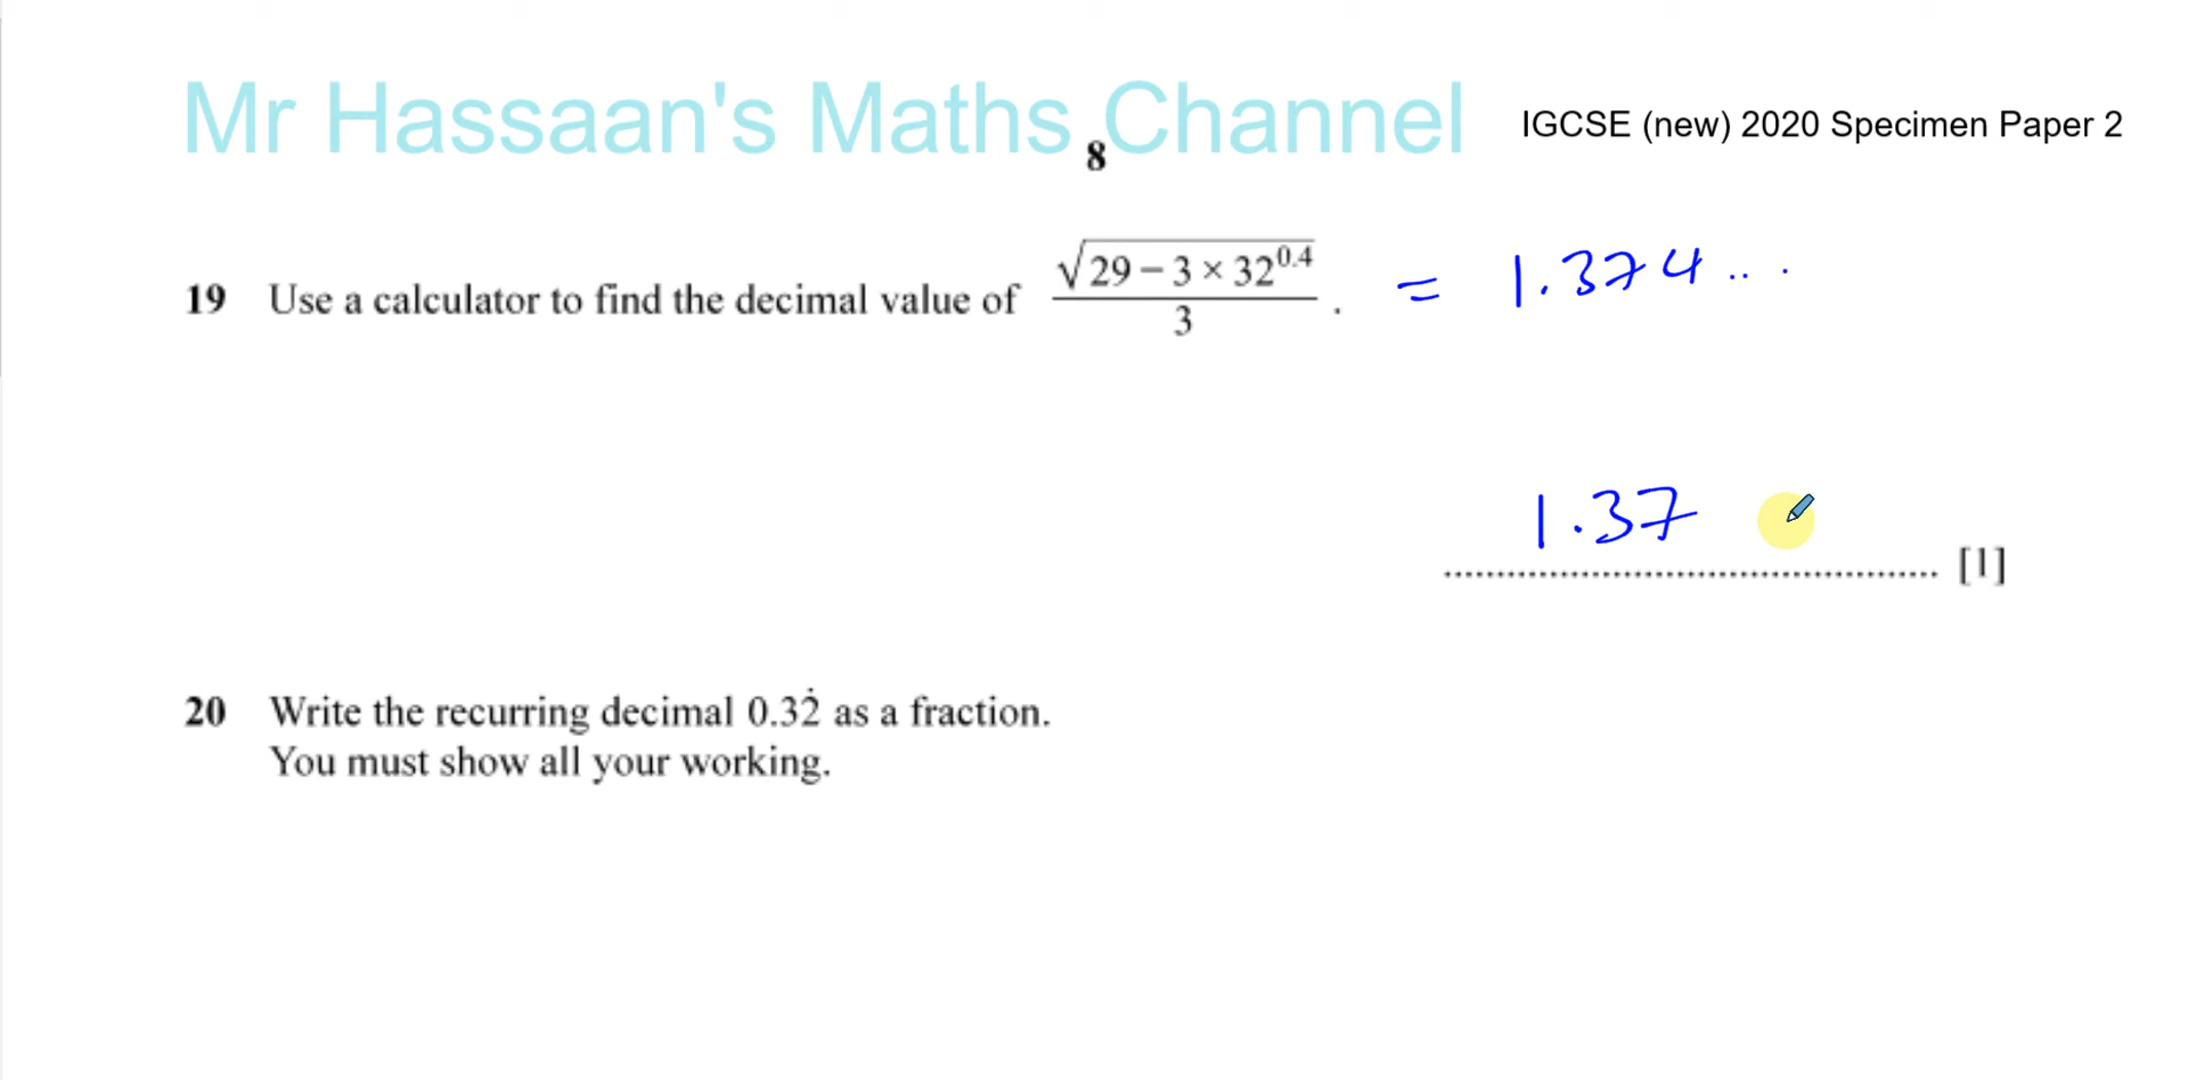 Mr Hassaan's Maths Channel
IGCSE (new) 2020 Specimen Paper 2
8
19 Use a calculator to find the decimal value of √(29 − 3 × 32^0.4) / 3 . = 1.374...
1.37
.................................................. [1]
20 Write the recurring decimal 0.32̇ as a fraction.
You must show all your working.